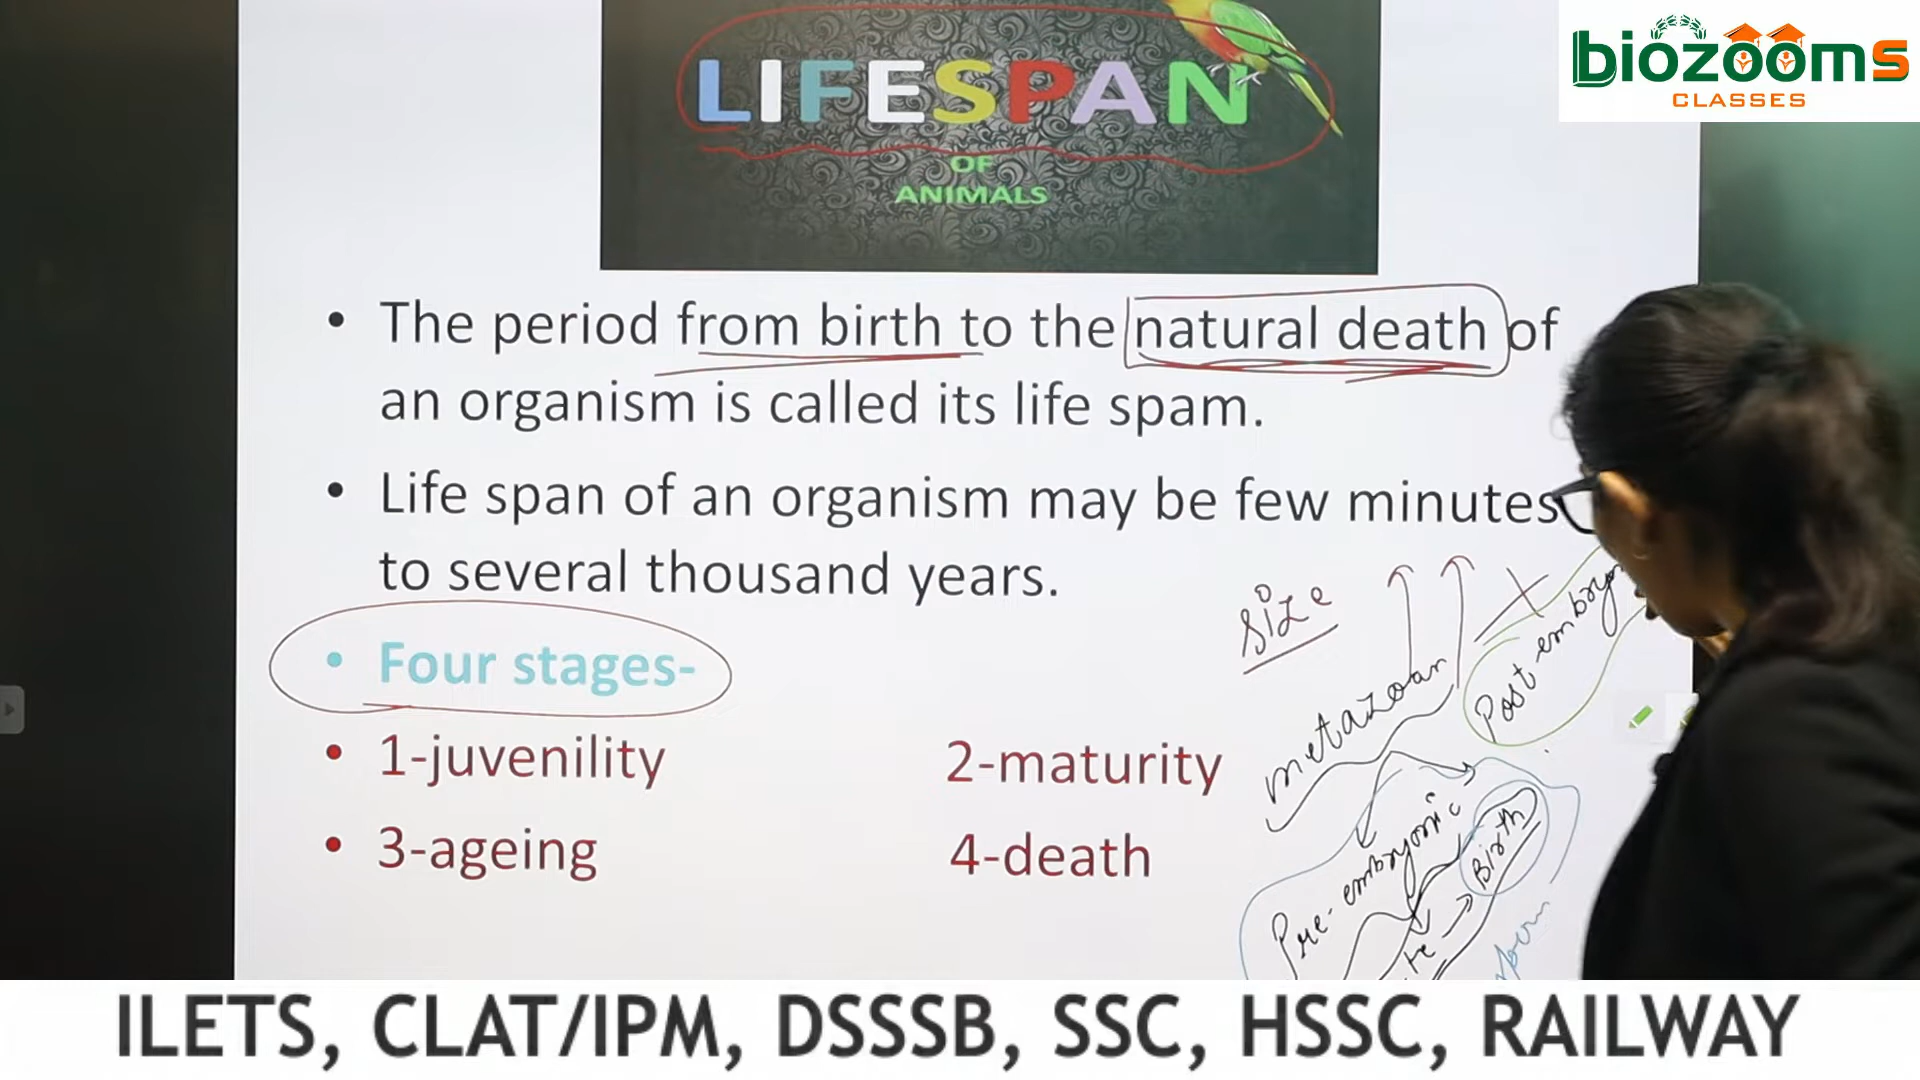 biozooms
CLASSES
LIFESPAN
OF
ANIMALS
• The period from birth to the natural death of
an organism is called its life spam.
• Life span of an organism may be few minutes
to several thousand years.
• Four stages-
• 1-juvenility 2-maturity
• 3-ageing 4-death
Size
metazoan
Post-embryon
Pre-embryonic
Birth
ILETS, CLAT/IPM, DSSSB, SSC, HSSC, RAILWAY